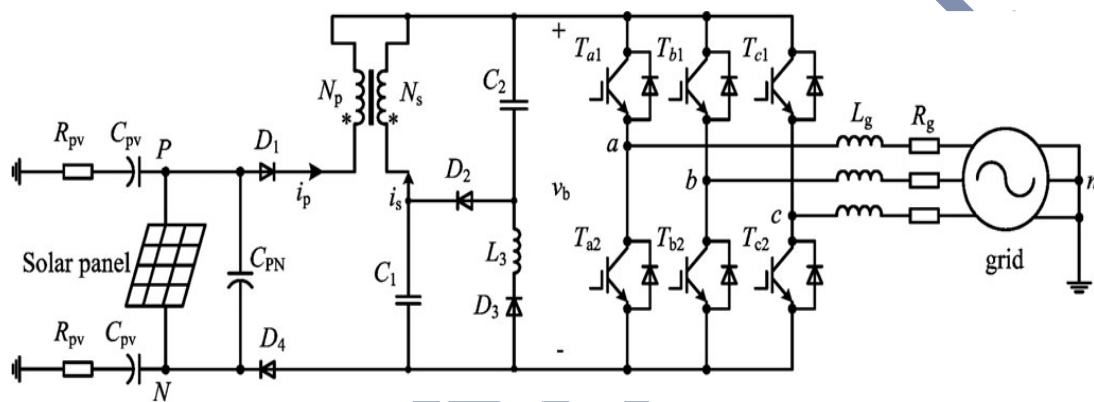 +
T_a1
T_b1
T_c1
N_p
N_s
C_2
*
*
L_g
R_g
R_pv
C_pv
P
D_1
a
i_p
i_s
D_2
v_b
b
n
c
Solar panel
C_PN
C_1
L_3
T_a2
T_b2
T_c2
grid
D_3
R_pv
C_pv
D_4
-
N